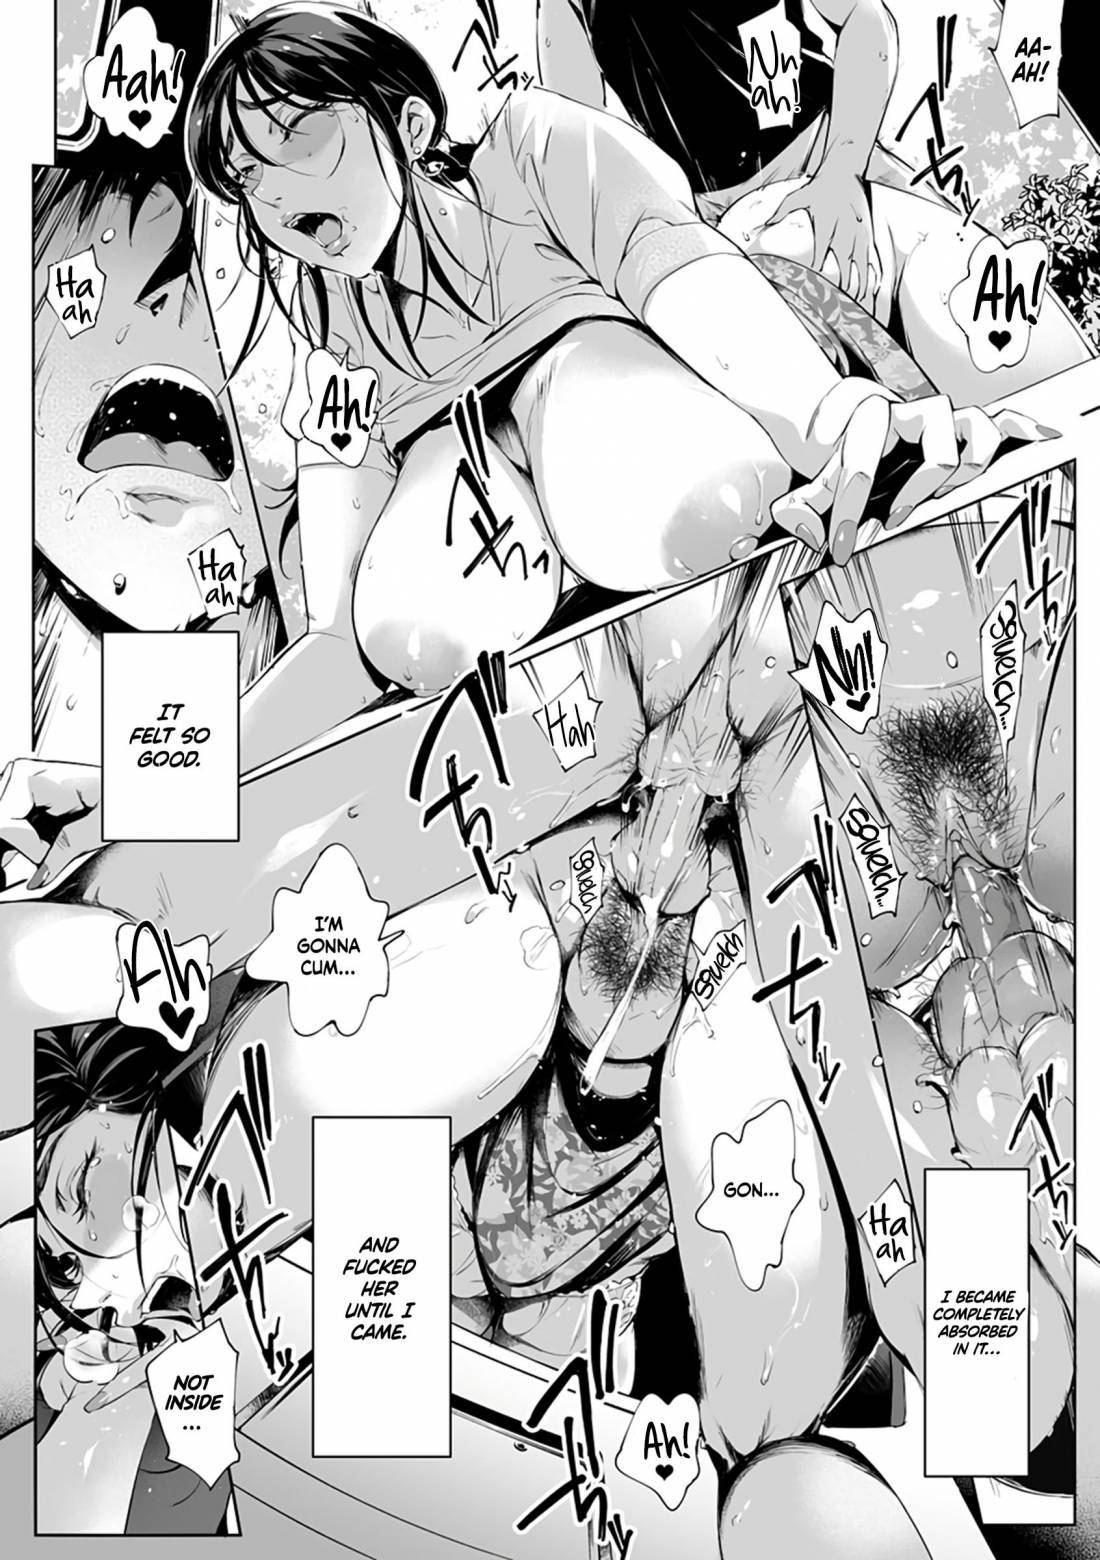 AA-
AH!
Nn
ah!
Aah!
Ah!
Ah!
Ha
ah
Ha
ah
IT
FELT SO
GOOD.
squelch...
Nn!
squelch...
Hah
squelch
squelch
I BECAME
COMPLETELY
ABSORBED
IN IT...
Ha
ah
GON...
I'M
GONNA
CUM...
AND
FUCKED
HER
UNTIL I
CAME.
Ah!
Ah
NOT
INSIDE
...